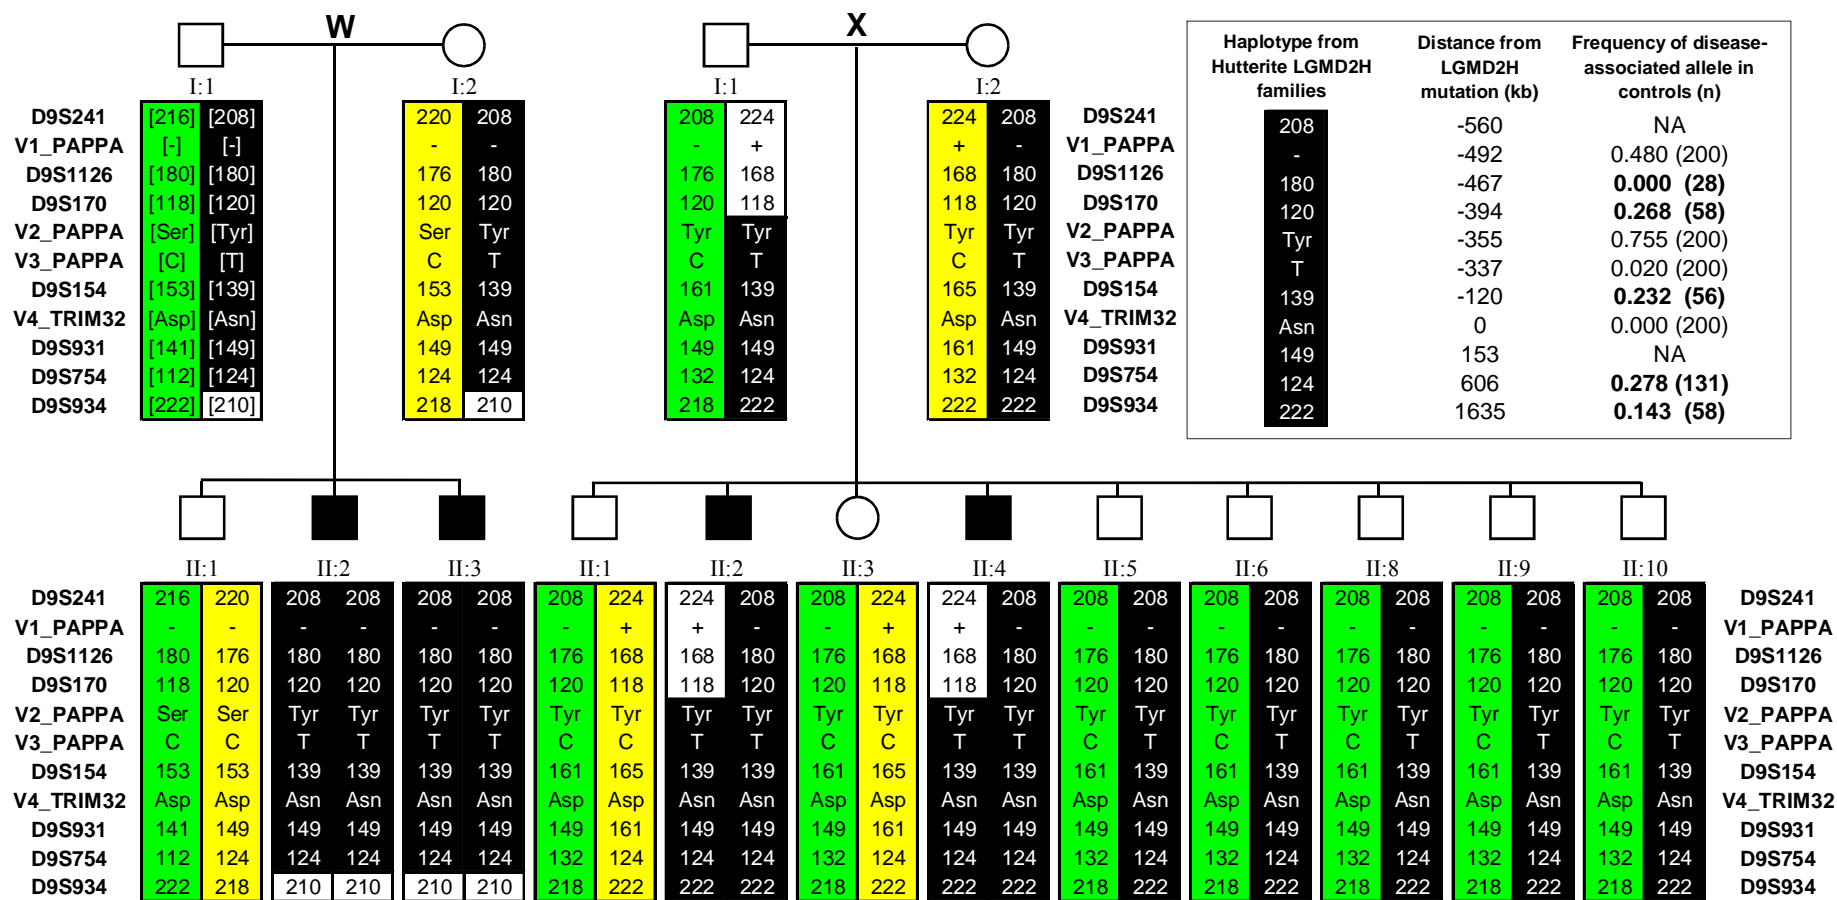 W
X
I:1 I:2 I:1 I:2
D9S241 [216] [208] 220 208 208 224 224 208 D9S241
V1_PAPPA [-] [-] - - - + + - V1_PAPPA
D9S1126 [180] [180] 176 180 176 168 168 180 D9S1126
D9S170 [118] [120] 120 120 120 118 118 120 D9S170
V2_PAPPA [Ser] [Tyr] Ser Tyr Tyr Tyr Tyr Tyr V2_PAPPA
V3_PAPPA [C] [T] C T C T C T V3_PAPPA
D9S154 [153] [139] 153 139 161 139 165 139 D9S154
V4_TRIM32 [Asp] [Asn] Asp Asn Asp Asn Asp Asn V4_TRIM32
D9S931 [141] [149] 149 149 149 149 161 149 D9S931
D9S754 [112] [124] 124 124 132 124 132 124 D9S754
D9S934 [222] [210] 218 210 218 222 222 222 D9S934
Haplotype from Distance from Frequency of disease-
Hutterite LGMD2H LGMD2H associated allele in
families mutation (kb) controls (n)
208 -560 NA
- -492 0.480 (200)
180 -467 0.000 (28)
120 -394 0.268 (58)
Tyr -355 0.755 (200)
T -337 0.020 (200)
139 -120 0.232 (56)
Asn 0 0.000 (200)
149 153 NA
124 606 0.278 (131)
222 1635 0.143 (58)
II:1 II:2 II:3 II:1 II:2 II:3 II:4 II:5 II:6 II:8 II:9 II:10
D9S241 216 220 208 208 208 208 208 224 224 208 208 224 224 208 208 208 208 208 208 208 208 208 208 208 D9S241
V1_PAPPA - - - - - - - + + - - + + - - - - - - - - - - - V1_PAPPA
D9S1126 180 176 180 180 180 180 176 168 168 180 176 168 168 180 176 180 176 180 176 180 176 180 176 180 D9S1126
D9S170 118 120 120 120 120 120 120 118 118 120 120 118 118 120 120 120 120 120 120 120 120 120 120 120 D9S170
V2_PAPPA Ser Ser Tyr Tyr Tyr Tyr Tyr Tyr Tyr Tyr Tyr Tyr Tyr Tyr Tyr Tyr Tyr Tyr Tyr Tyr Tyr Tyr Tyr Tyr V2_PAPPA
V3_PAPPA C C T T T T C C T T C C T T C T C T C T C T C T V3_PAPPA
D9S154 153 153 139 139 139 139 161 165 139 139 161 165 139 139 161 139 161 139 161 139 161 139 161 139 D9S154
V4_TRIM32 Asp Asp Asn Asn Asn Asn Asp Asp Asn Asn Asp Asp Asn Asn Asp Asn Asp Asn Asp Asn Asp Asn Asp Asn V4_TRIM32
D9S931 141 149 149 149 149 149 149 161 149 149 149 161 149 149 149 149 149 149 149 149 149 149 149 149 D9S931
D9S754 112 124 124 124 124 124 132 124 124 124 132 124 124 124 132 124 132 124 132 124 132 124 132 124 D9S754
D9S934 222 218 210 210 210 210 218 222 222 222 218 222 222 222 218 222 218 222 218 222 218 222 218 222 D9S934